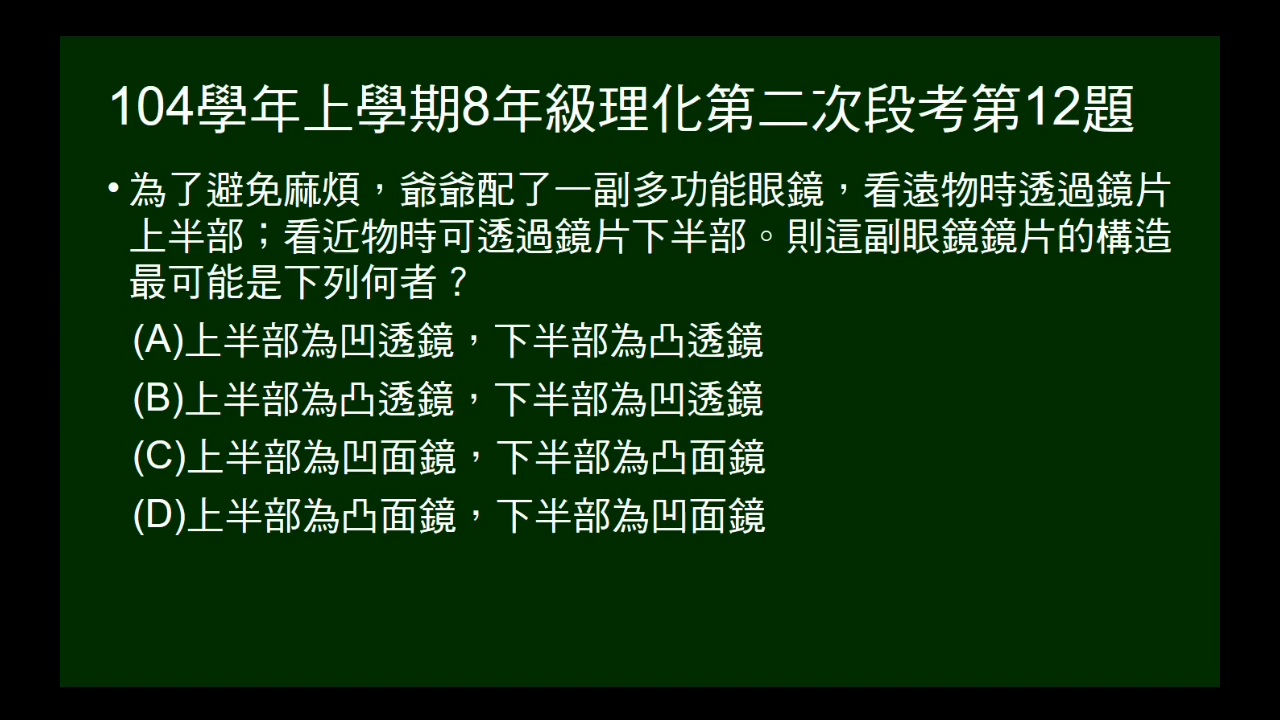 104學年上學期8年級理化第二次段考第12題
• 為了避免麻煩，爺爺配了一副多功能眼鏡，看遠物時透過鏡片
上半部；看近物時可透過鏡片下半部。則這副眼鏡鏡片的構造
最可能是下列何者？
(A)上半部為凹透鏡，下半部為凸透鏡
(B)上半部為凸透鏡，下半部為凹透鏡
(C)上半部為凹面鏡，下半部為凸面鏡
(D)上半部為凸面鏡，下半部為凹面鏡